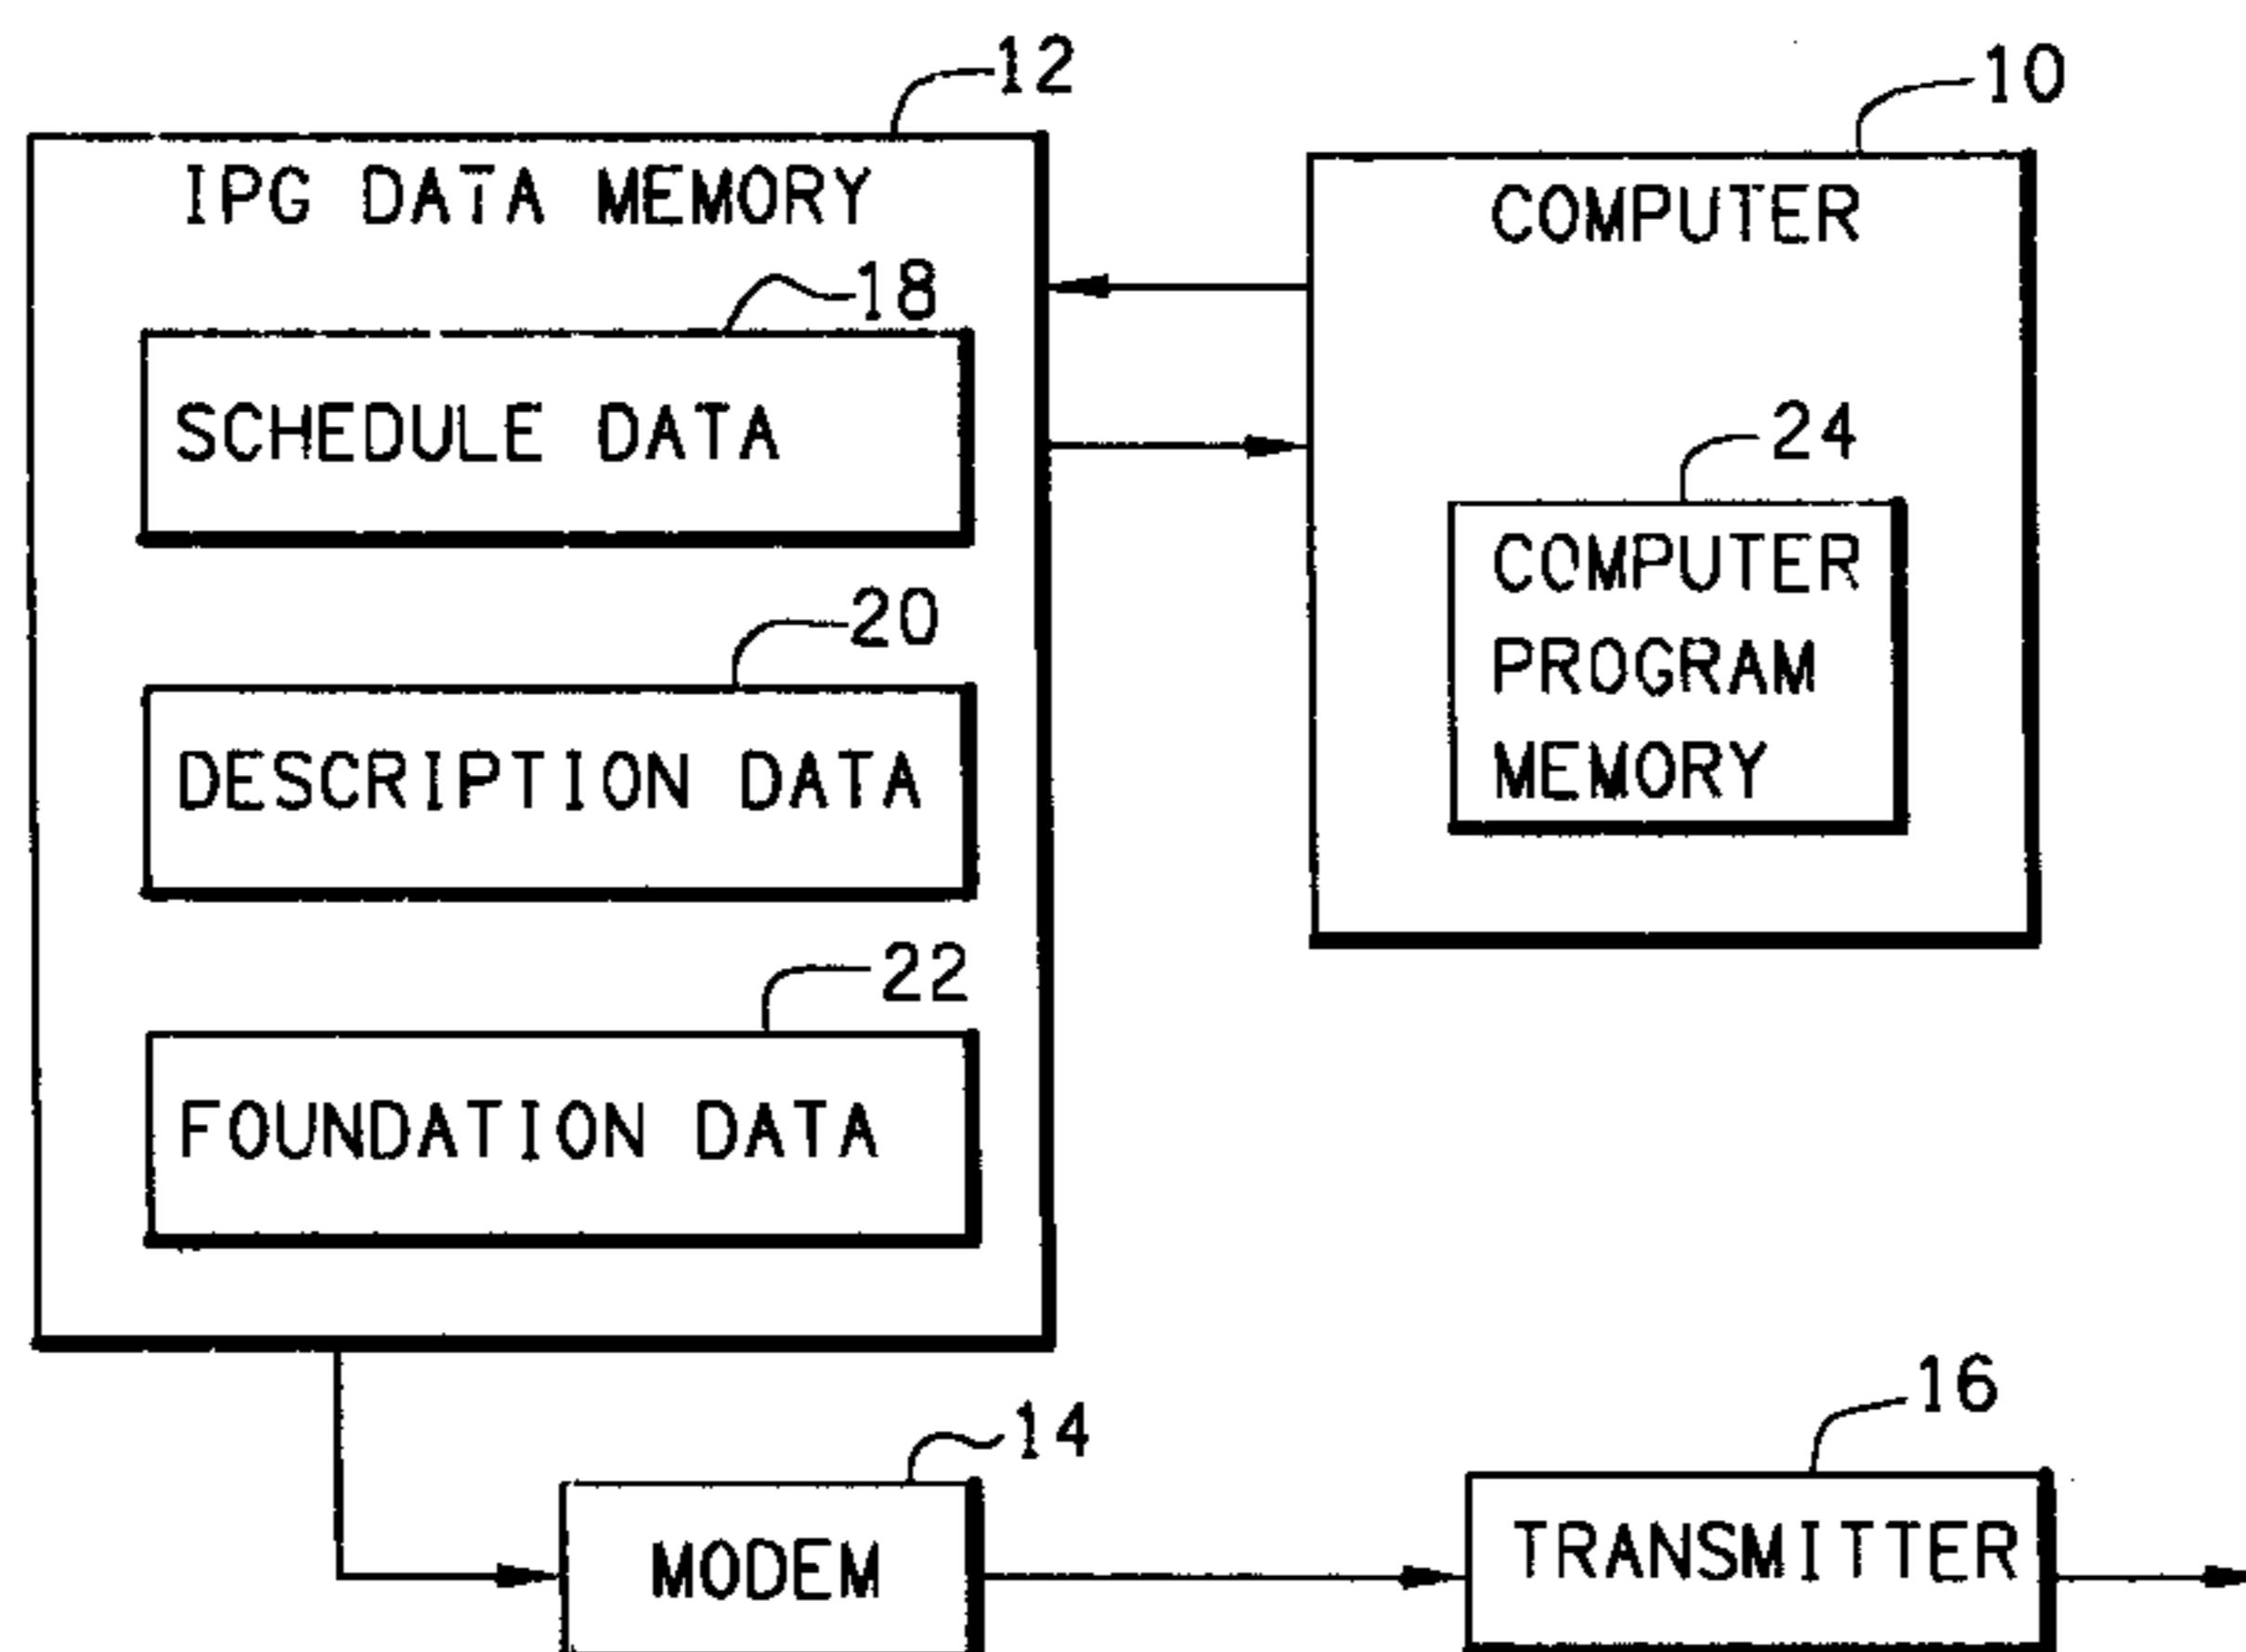 12
IPG DATA MEMORY
18
SCHEDULE DATA
20
DESCRIPTION DATA
22
FOUNDATION DATA
10
COMPUTER
24
COMPUTER
PROGRAM
MEMORY
14
MODEM
16
TRANSMITTER